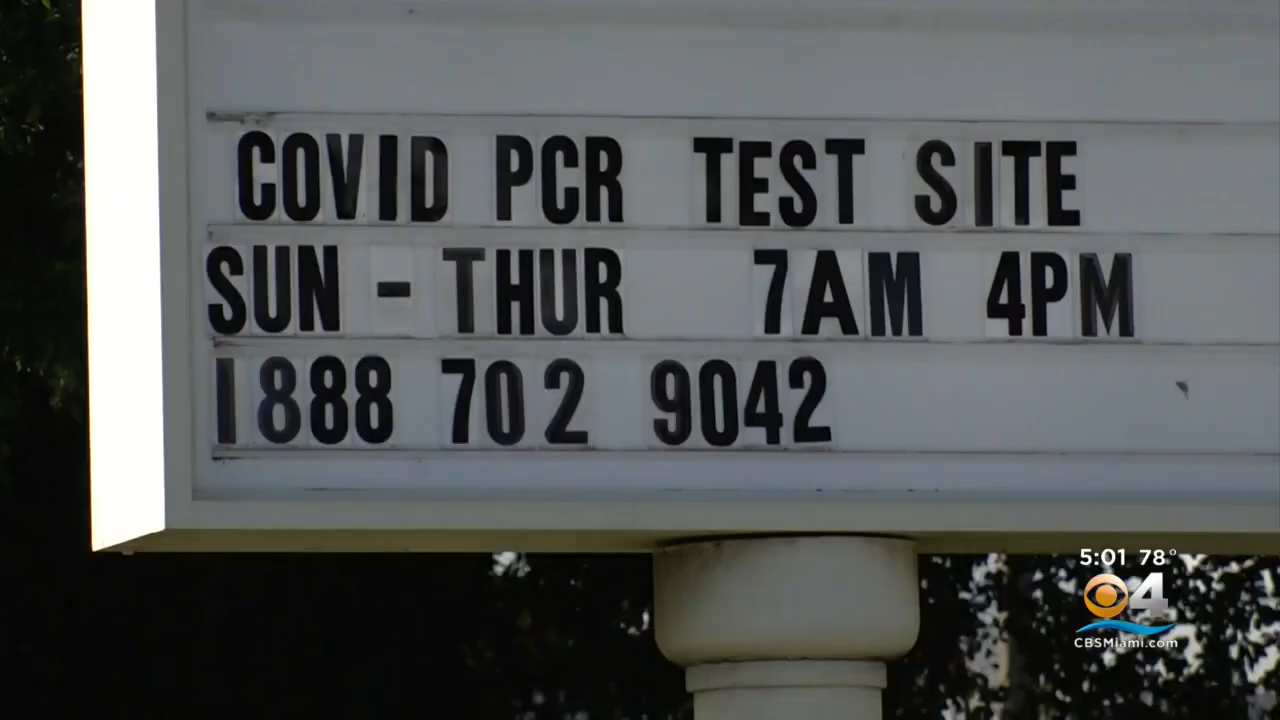 COVID PCR TEST SITE
SUN - THUR 7AM 4PM
1888 702 9042
5:01 78°
4
CBSMiami.com